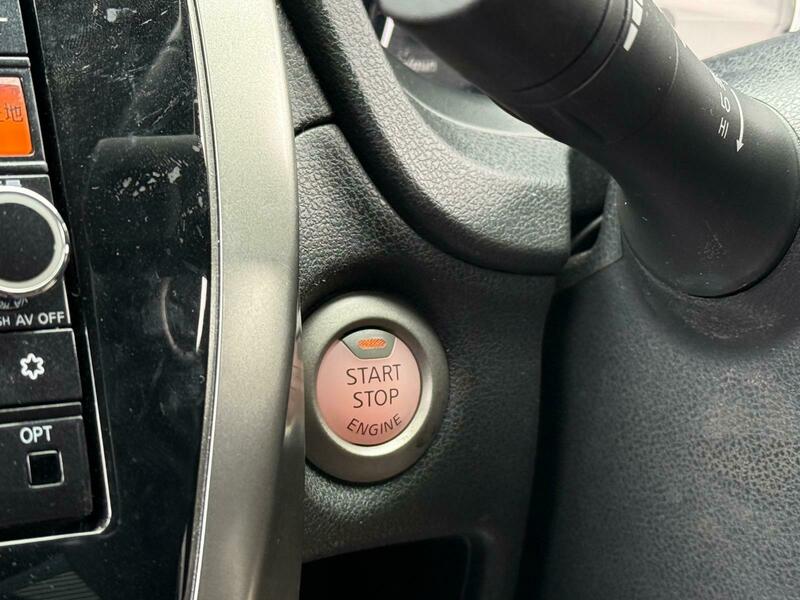 地
AV OFF
OPT
START
STOP
ENGINE